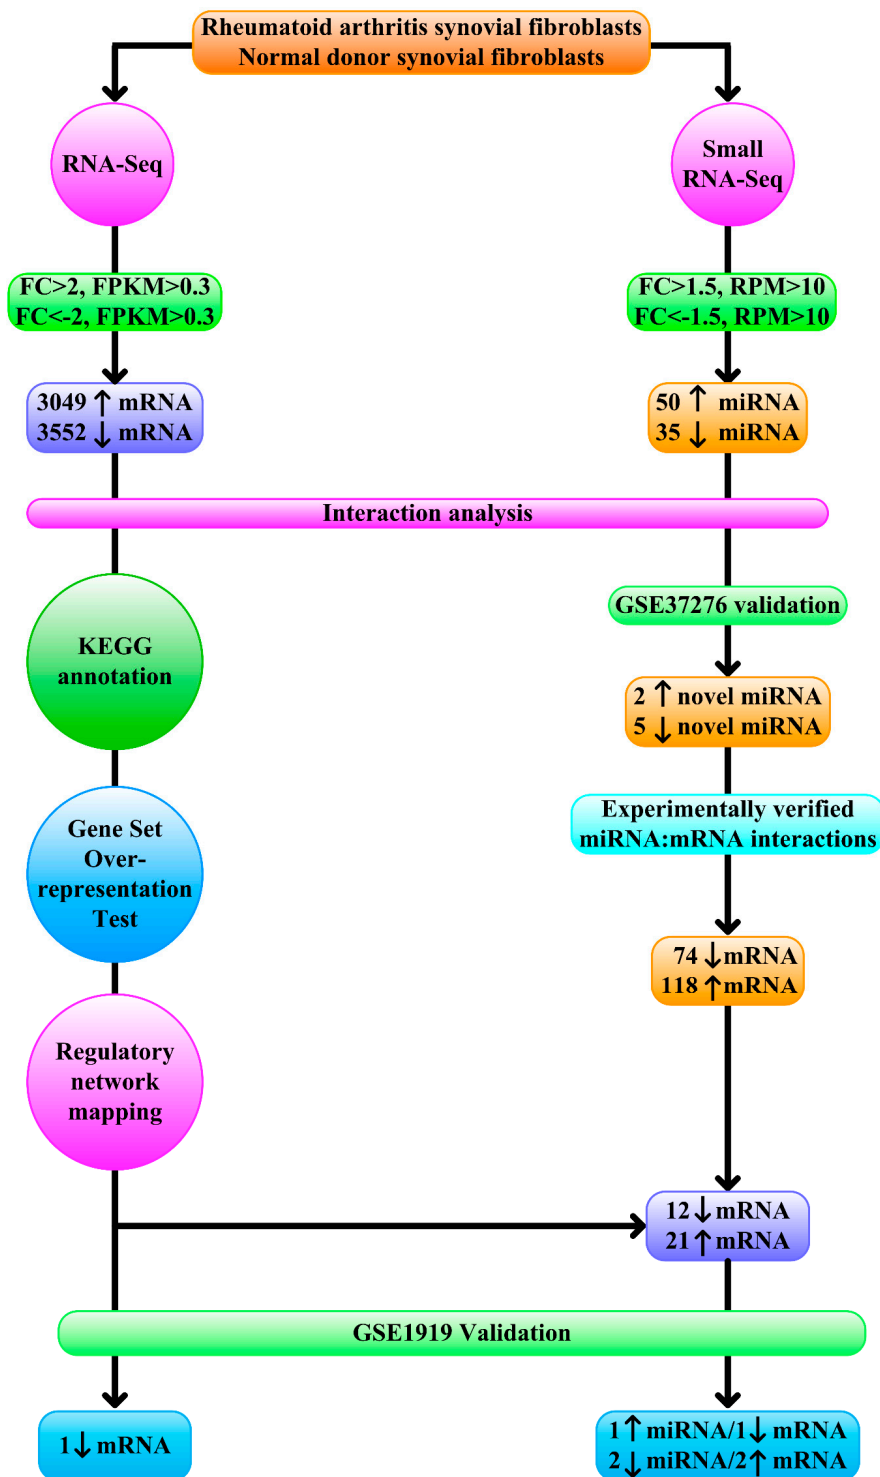 Rheumatoid arthritis synovial fibroblasts
Normal donor synovial fibroblasts
RNA-Seq
Small
RNA-Seq
FC>2, FPKM>0.3
FC<-2, FPKM>0.3
FC>1.5, RPM>10
FC<-1.5, RPM>10
3049 ↑ mRNA
3552 ↓ mRNA
50 ↑ miRNA
35 ↓ miRNA
Interaction analysis
KEGG
annotation
GSE37276 validation
2 ↑ novel miRNA
5 ↓ novel miRNA
Gene Set
Over-
representation
Test
Experimentally verified
miRNA:mRNA interactions
74 ↓ mRNA
118 ↑ mRNA
Regulatory
network
mapping
12 ↓ mRNA
21 ↑ mRNA
GSE1919 Validation
1 ↓ mRNA
1 ↑ miRNA/1 ↓ mRNA
2 ↓ miRNA/2 ↑ mRNA